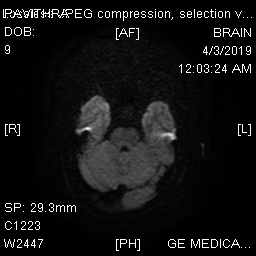 JPEG compression, selection v...
DOB:
[AF]
BRAIN
9
4/3/2019
12:03:24 AM
[R]
[L]
SP: 29.3mm
C1223
W2447
[PH]
GE MEDICA...